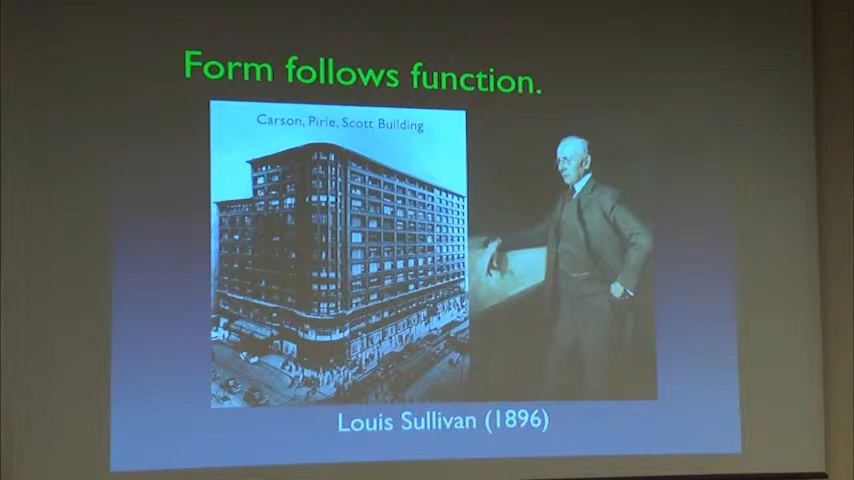 Form follows function.
Carson, Pirie, Scott Building
Louis Sullivan (1896)